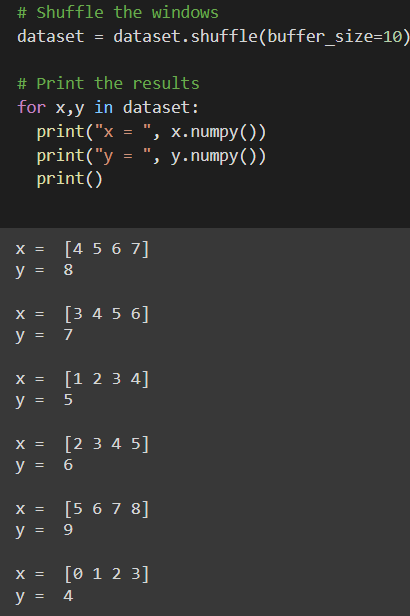 # Shuffle the windows
dataset = dataset.shuffle(buffer_size=10)
# Print the results
for x,y in dataset:
  print("x = ", x.numpy())
  print("y = ", y.numpy())
  print()
x =  [4 5 6 7]
y =  8
x =  [3 4 5 6]
y =  7
x =  [1 2 3 4]
y =  5
x =  [2 3 4 5]
y =  6
x =  [5 6 7 8]
y =  9
x =  [0 1 2 3]
y =  4